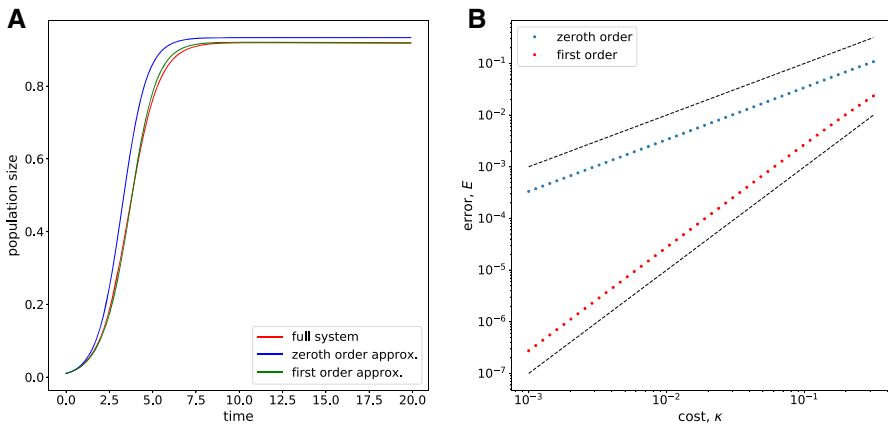 A
population size
0.8
0.6
0.4
0.2
0.0
0.0 2.5 5.0 7.5 10.0 12.5 15.0 17.5 20.0
time
full system
zeroth order approx.
first order approx.
B
zeroth order
first order
error, E
10⁻¹
10⁻²
10⁻³
10⁻⁴
10⁻⁵
10⁻⁶
10⁻⁷
10⁻³ 10⁻² 10⁻¹
cost, κ